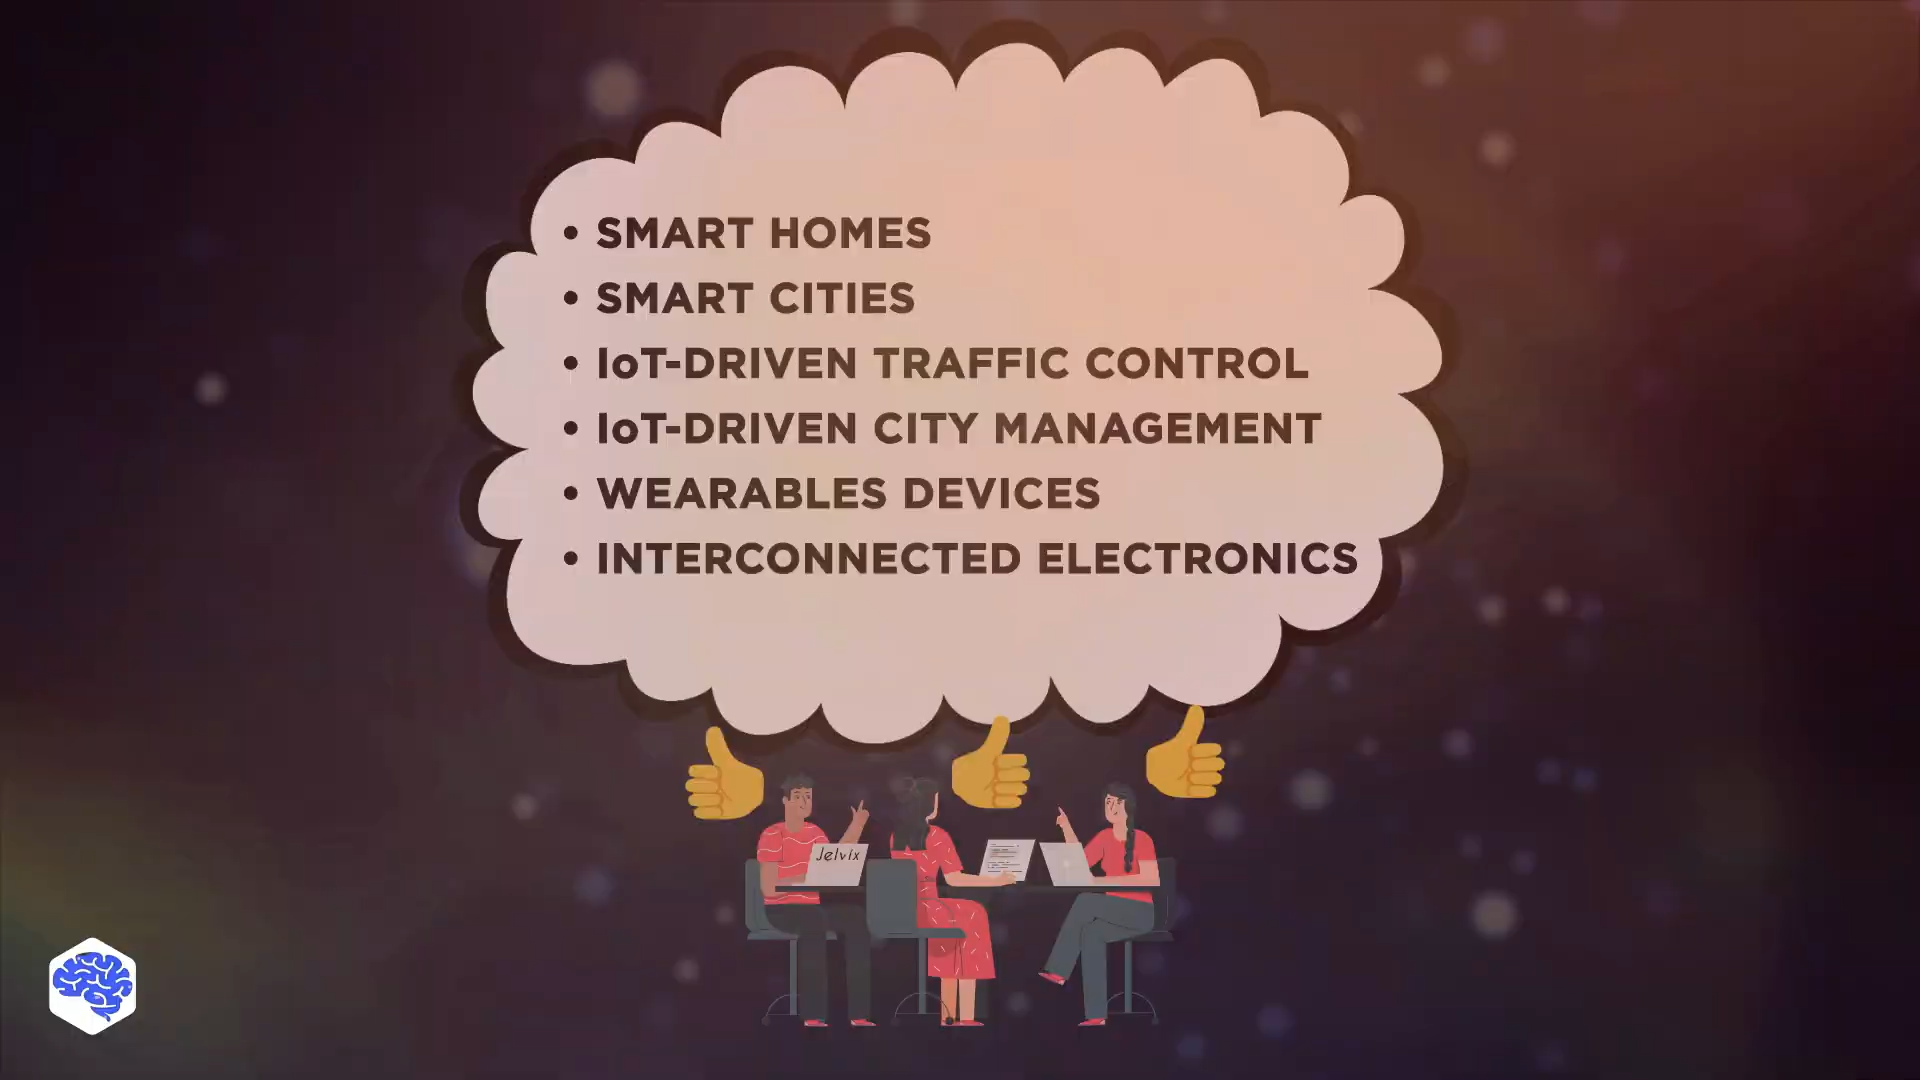 • SMART HOMES
• SMART CITIES
• IoT-DRIVEN TRAFFIC CONTROL
• IoT-DRIVEN CITY MANAGEMENT
• WEARABLES DEVICES
• INTERCONNECTED ELECTRONICS
Jelvix